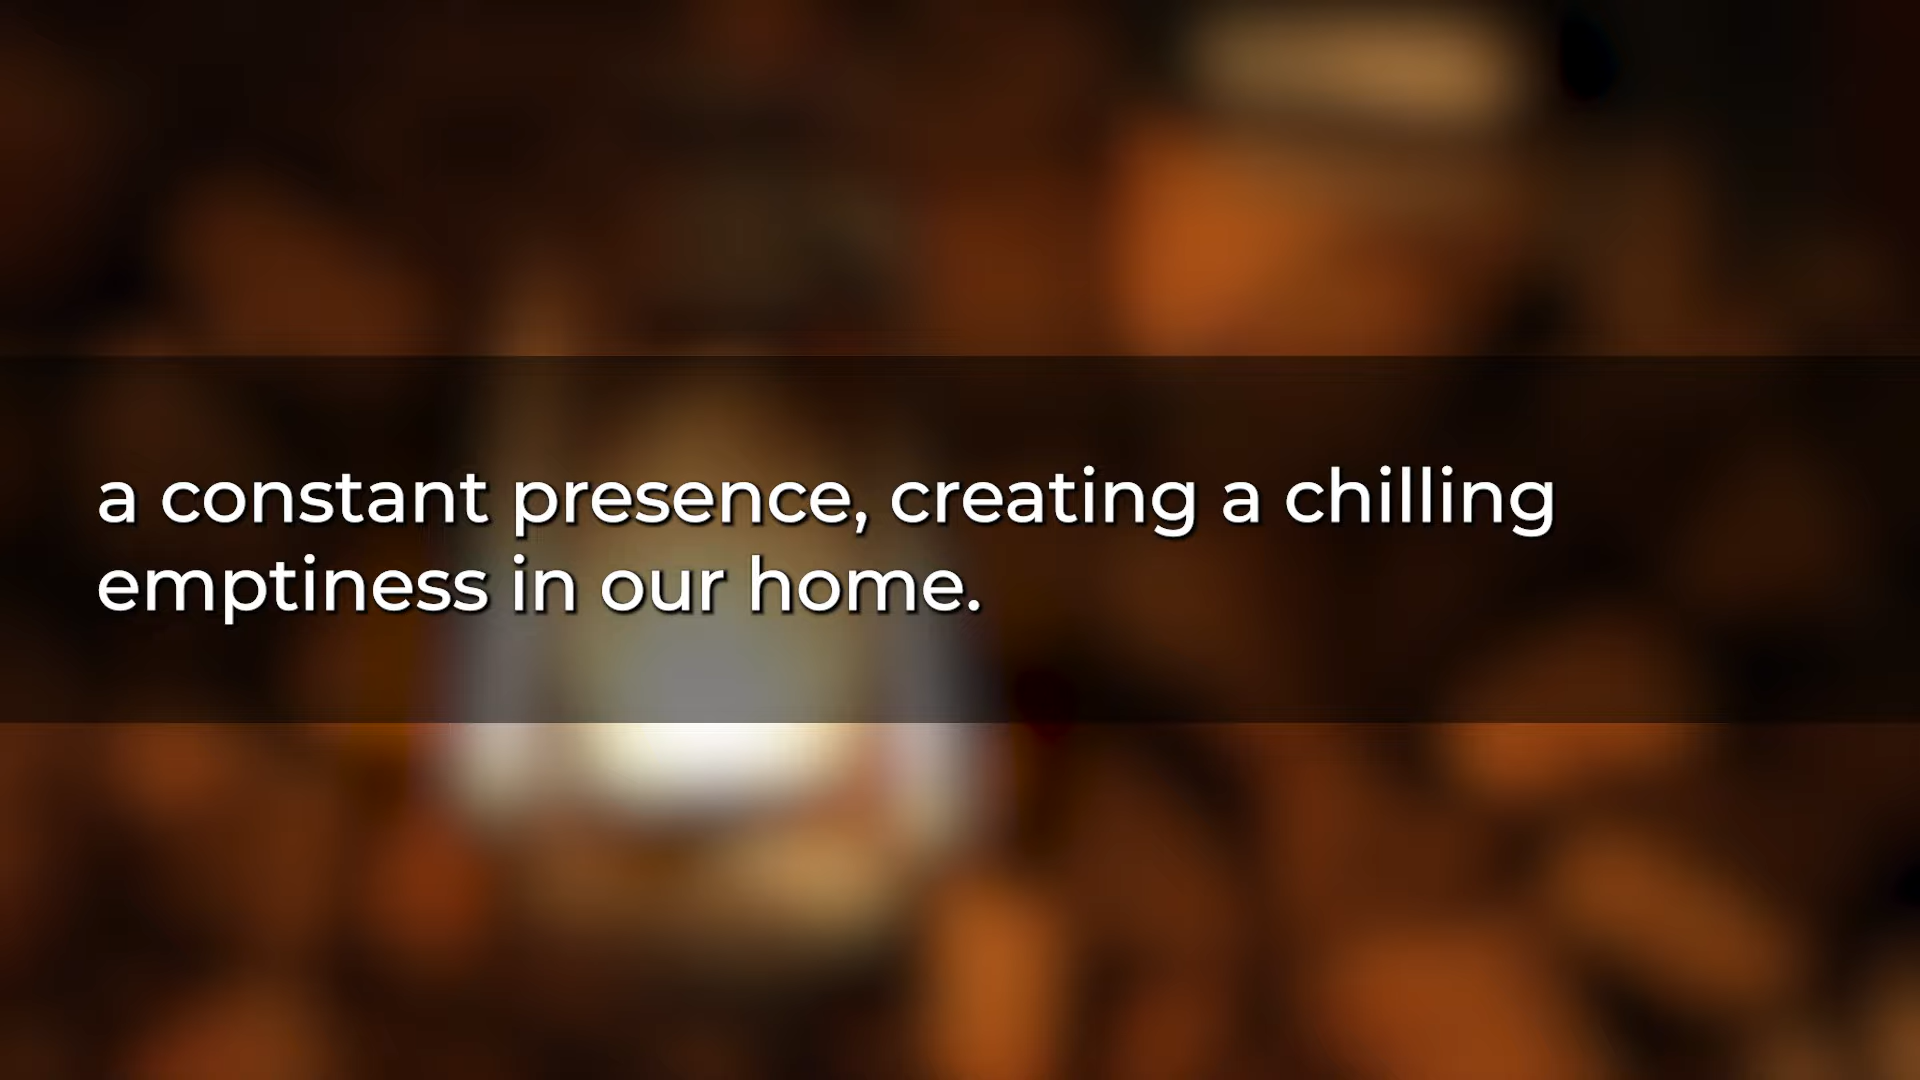 a constant presence, creating a chilling
emptiness in our home.